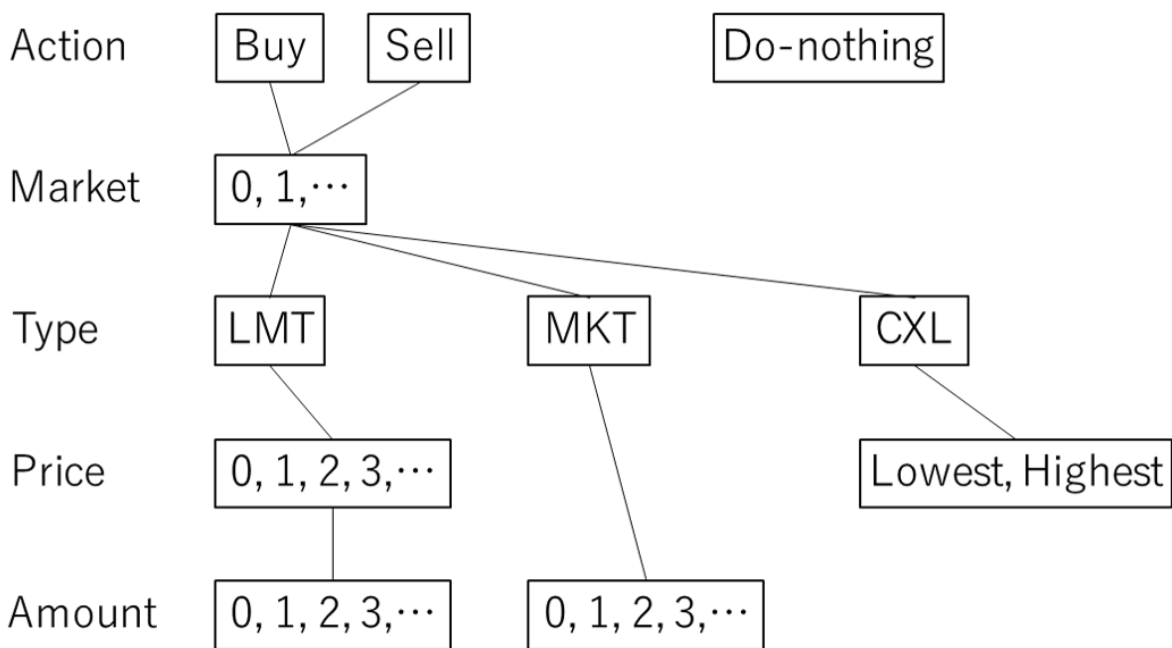 Action Buy Sell Do-nothing
Market 0, 1,⋯
Type LMT MKT CXL
Price 0, 1, 2, 3,⋯ Lowest, Highest
Amount 0, 1, 2, 3,⋯ 0, 1, 2, 3,⋯